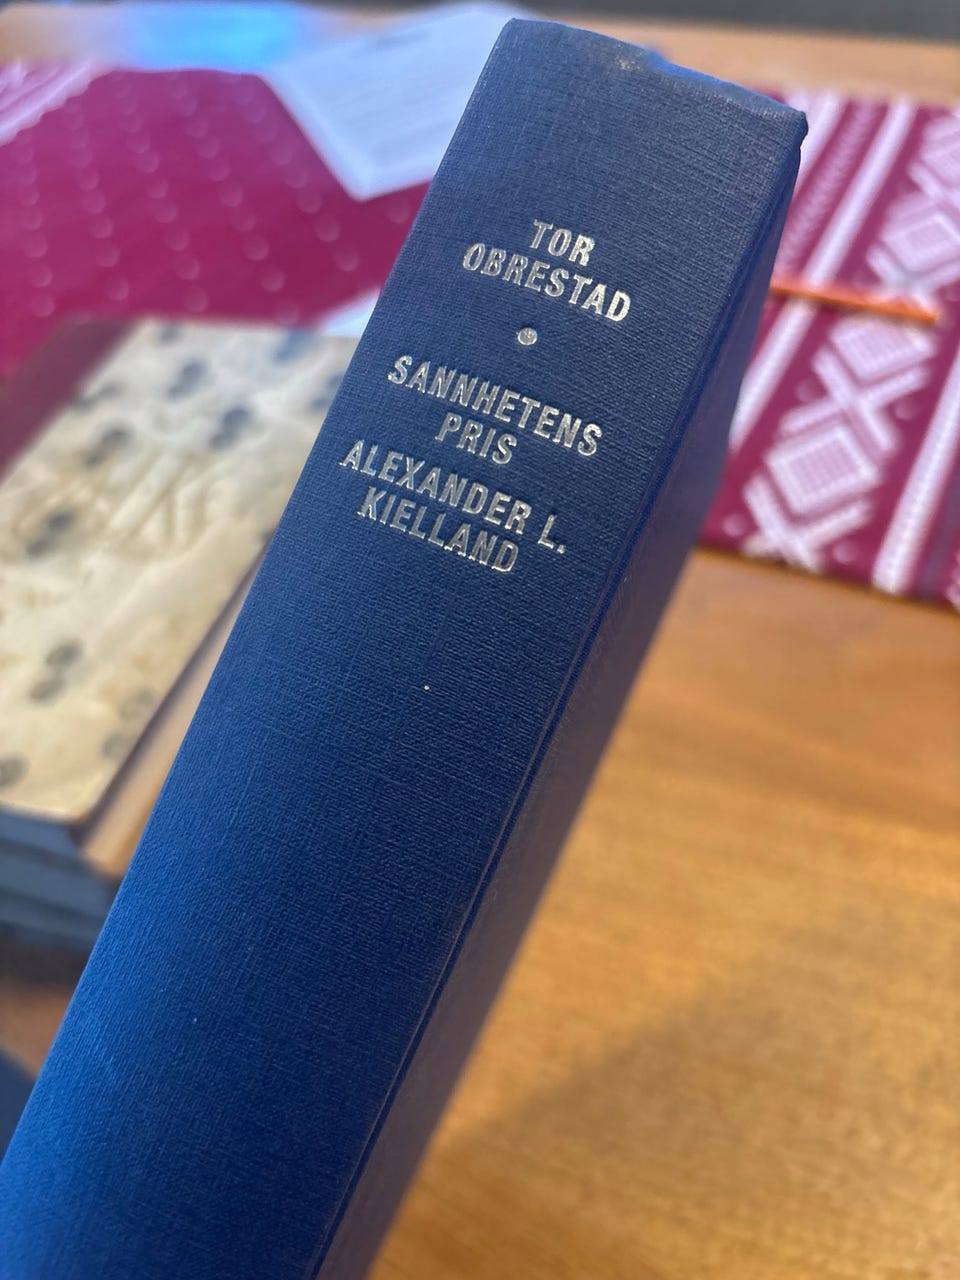 TOR
OBRESTAD
SANNHETENS
PRIS
ALEXANDER L.
KIELLAND